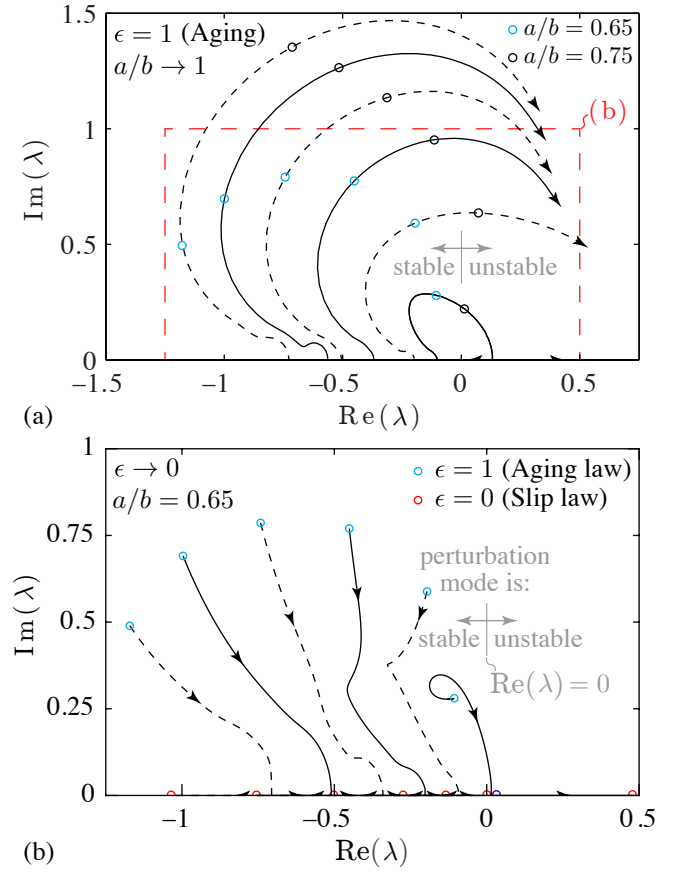 1.5
ϵ = 1 (Aging)
a/b → 1
a/b = 0.65
a/b = 0.75
(b)
1
0.5
0
Im(λ)
stable
unstable
−1.5
−1
−0.5
0
0.5
(a)
Re(λ)
1
ϵ → 0
a/b = 0.65
ϵ = 1 (Aging law)
ϵ = 0 (Slip law)
0.75
0.5
0.25
0
Im(λ)
perturbation
mode is:
stable
unstable
Re(λ) = 0
−1
−0.5
0
0.5
(b)
Re(λ)